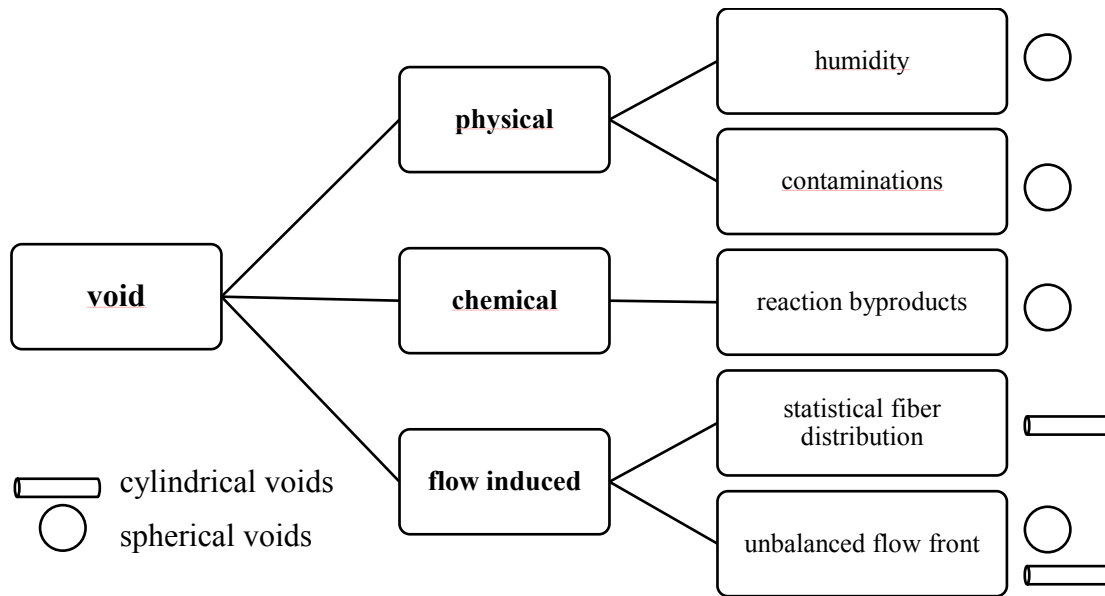 humidity
physical
contaminations
void
chemical
reaction byproducts
statistical fiber
distribution
flow induced
cylindrical voids
spherical voids
unbalanced flow front